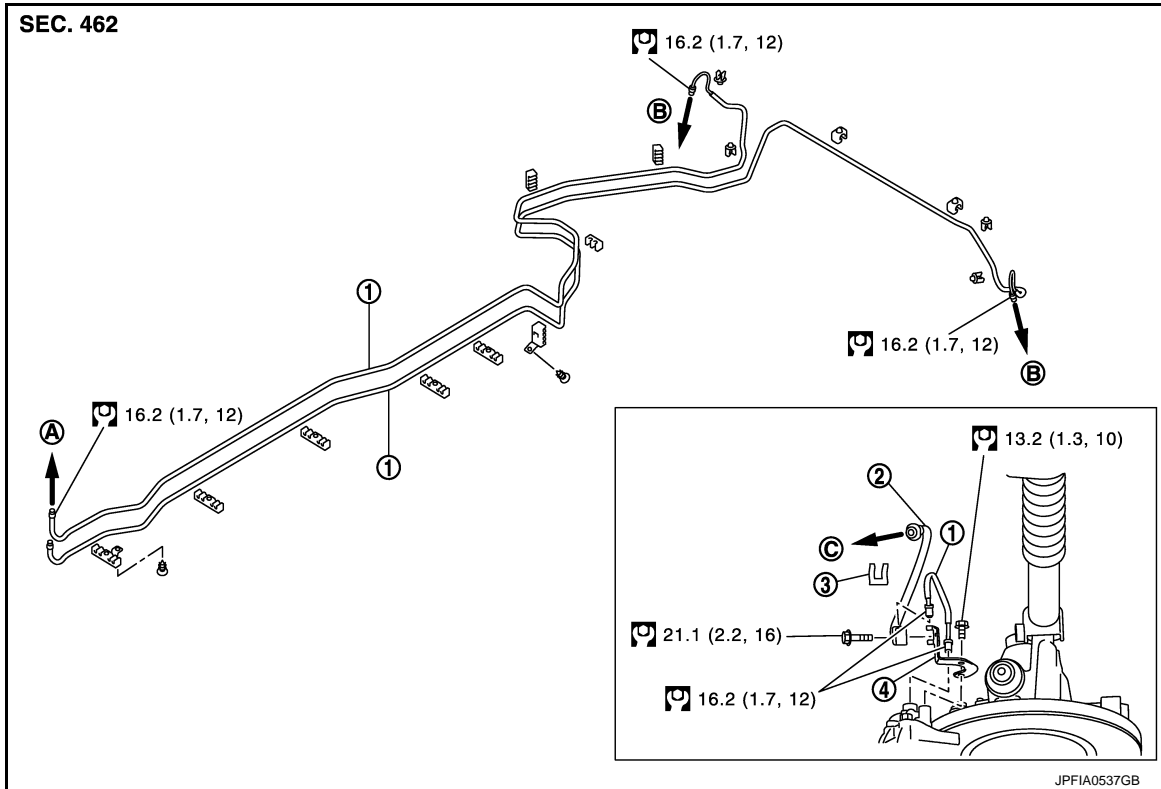 SEC. 462
16.2 (1.7, 12)
B
1
16.2 (1.7, 12)
B
A
16.2 (1.7, 12)
1
13.2 (1.3, 10)
2
C
1
3
21.1 (2.2, 16)
4
16.2 (1.7, 12)
JPFIA0537GB